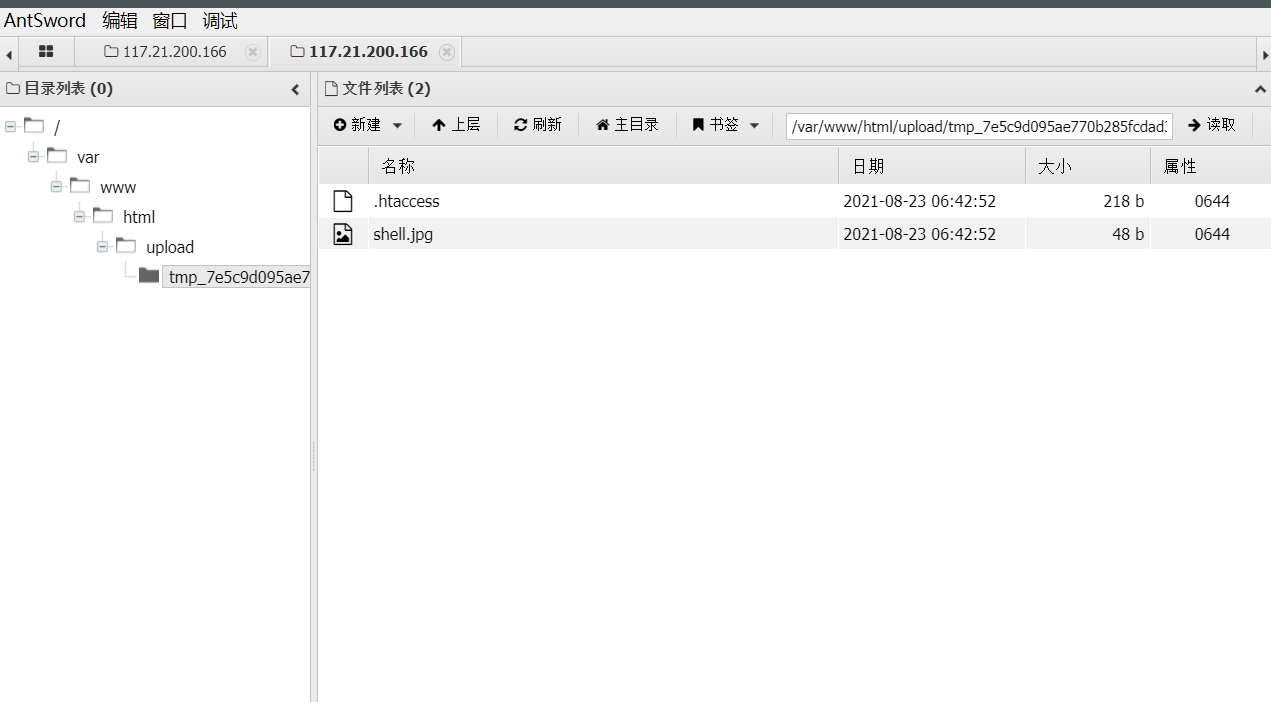 AntSword 编辑 窗口 调试
117.21.200.166 117.21.200.166
目录列表 (0)
文件列表 (2)
新建 上层 刷新 主目录 书签 /var/www/html/upload/tmp_7e5c9d095ae770b285fcdad 读取
/
var
www
html
upload
tmp_7e5c9d095ae7
名称 日期 大小 属性
.htaccess 2021-08-23 06:42:52 218 b 0644
shell.jpg 2021-08-23 06:42:52 48 b 0644